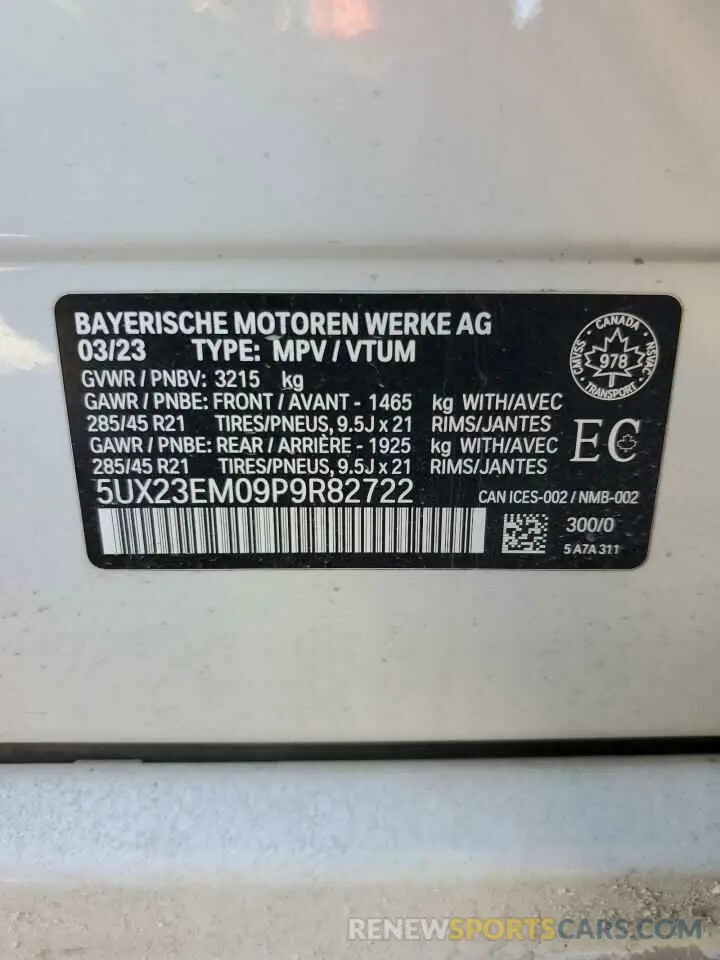 BAYERISCHE MOTOREN WERKE AG
03/23 TYPE: MPV / VTUM
GVWR / PNBV: 3215 kg
GAWR / PNBE: FRONT / AVANT - 1465 kg WITH/AVEC
285/45 R21 TIRES/PNEUS, 9.5J x 21 RIMS/JANTES
GAWR / PNBE: REAR / ARRIÈRE - 1925 kg WITH/AVEC
285/45 R21 TIRES/PNEUS, 9.5J x 21 RIMS/JANTES
5UX23EM09P9R82722
CANADA
CMVSS 978 NSVAC
TRANSPORT
EC
CAN ICES-002 / NMB-002
300/0
5 A7A 311
RENEWSPORTSCARS.COM